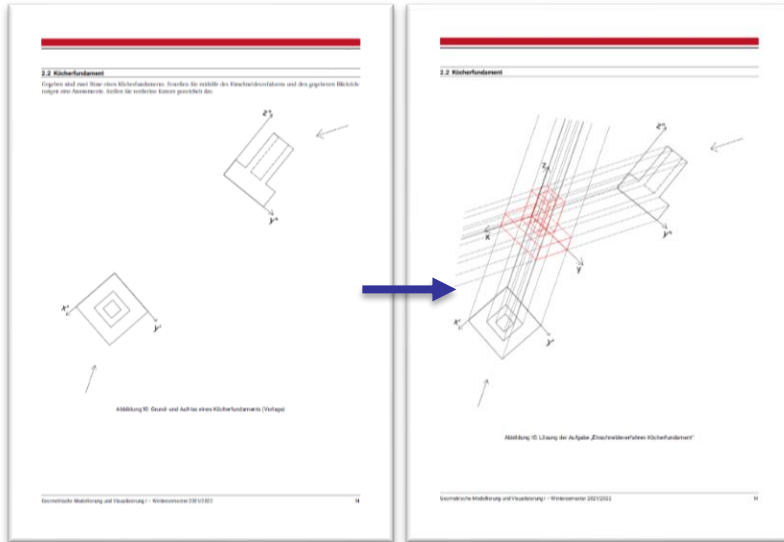 2.2 Köcherfundament
Gegeben sind zwei Risse eines Köcherfundaments. Erstellen Sie mithilfe des Einschneideverfahrens und den gegebenen Blickrich-
tungen eine Axonometrie. Stellen Sie verdeckte Kanten gestrichelt dar.
z''
y''
x'
y'
Abbildung 10: Grund- und Aufriss eines Köcherfundaments (Vorlage)
Geometrische Modellierung und Visualisierung I – Wintersemester 2021/2022
14
2.2 Köcherfundament
z''
z
x
y''
y
x'
y'
Abbildung 10: Lösung der Aufgabe „Einschneideverfahren Köcherfundament“
Geometrische Modellierung und Visualisierung I – Wintersemester 2021/2022